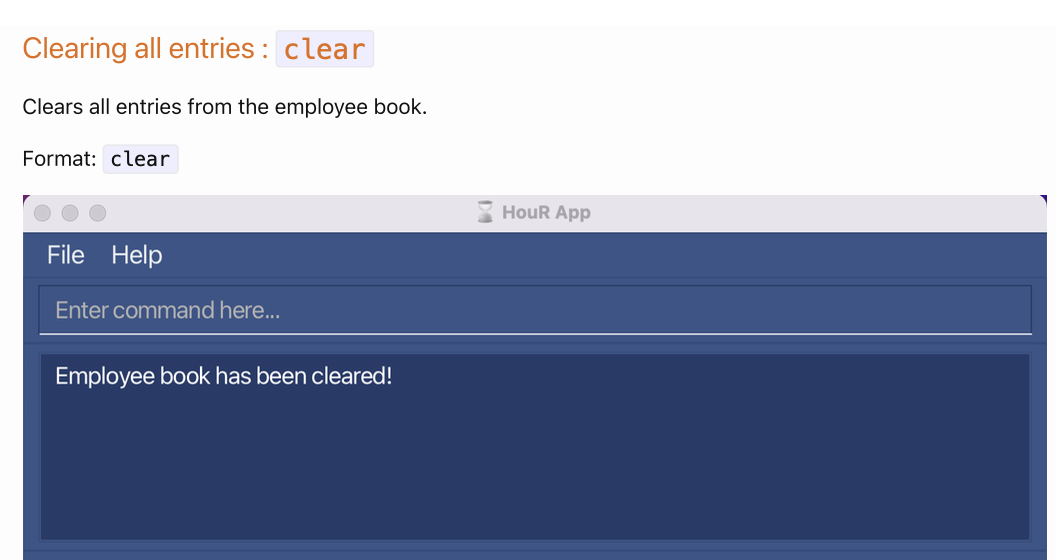 Clearing all entries : clear
Clears all entries from the employee book.
Format: clear
HouR App
File Help
Enter command here...
Employee book has been cleared!